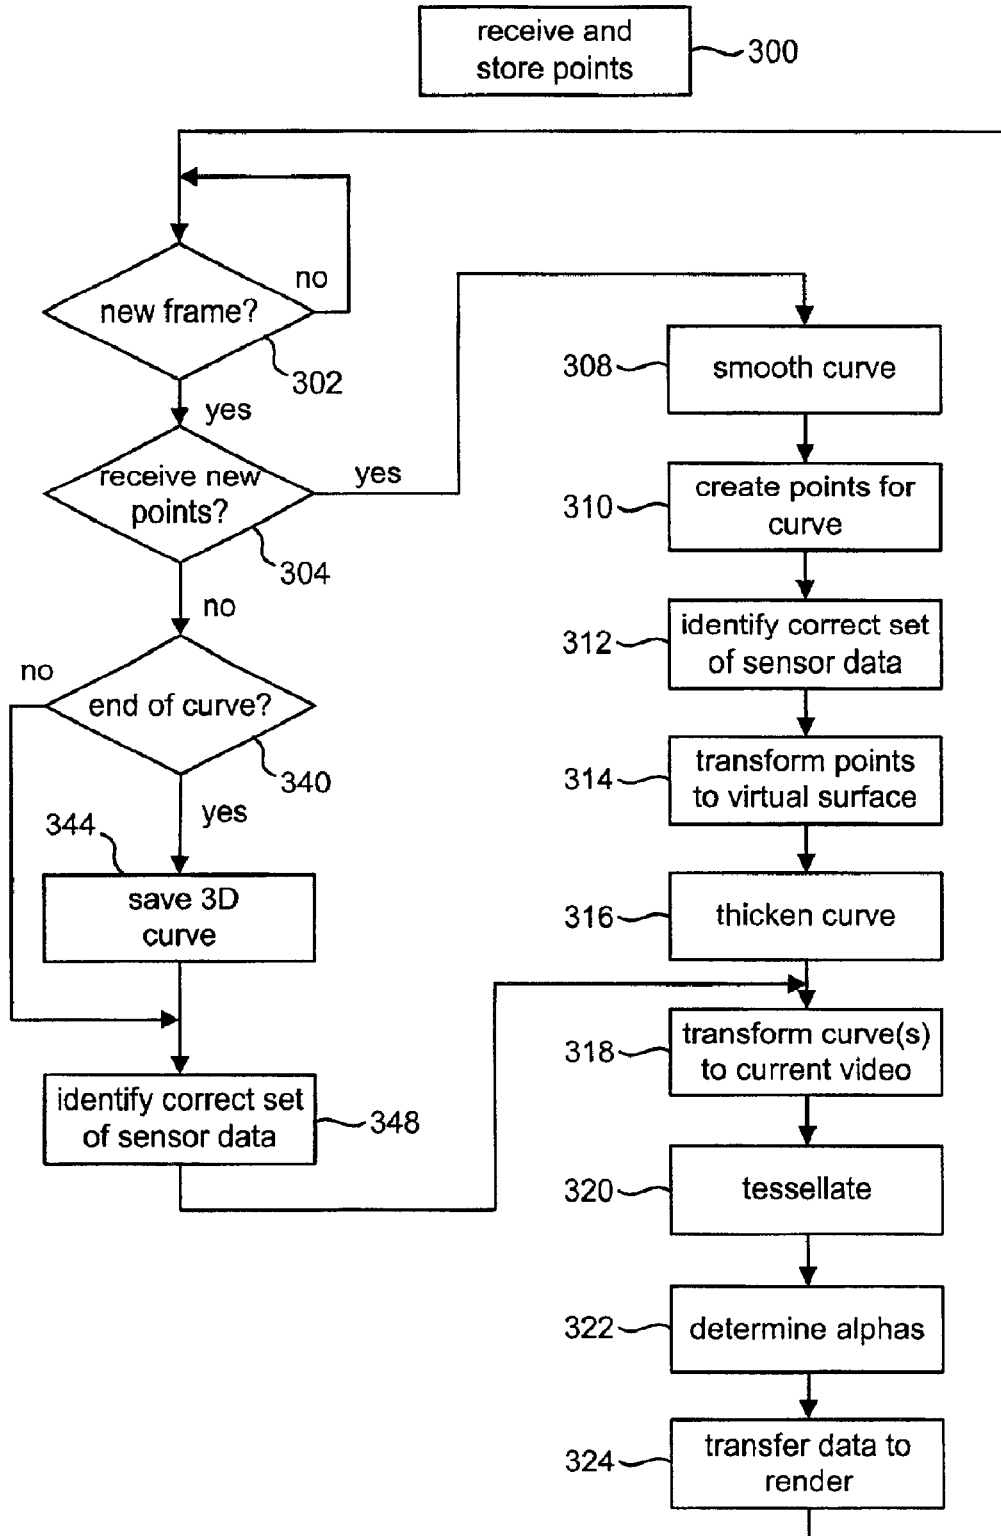 receive and
store points
300
new frame?
no
302
yes
receive new
points?
yes
304
no
end of curve?
no
340
yes
344
save 3D
curve
identify correct set
of sensor data
348
308
smooth curve
310
create points for
curve
312
identify correct set
of sensor data
314
transform points
to virtual surface
316
thicken curve
318
transform curve(s)
to current video
320
tessellate
322
determine alphas
324
transfer data to
render